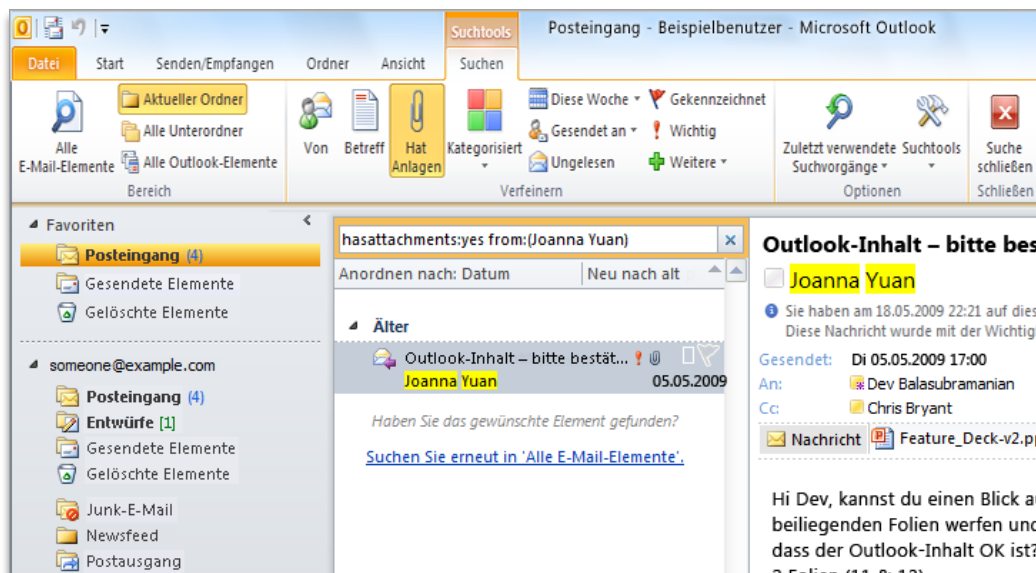 Suchtools
Posteingang - Beispielbenutzer - Microsoft Outlook
Datei Start Senden/Empfangen Ordner Ansicht Suchen
Alle
E-Mail-Elemente
Aktueller Ordner
Alle Unterordner
Alle Outlook-Elemente
Bereich
Von
Betreff
Hat
Anlagen
Kategorisiert
Diese Woche
Gesendet an
Ungelesen
Gekennzeichnet
Wichtig
Weitere
Verfeinern
Zuletzt verwendete
Suchvorgänge
Suchtools
Optionen
Suche
schließen
Schließen
Favoriten
Posteingang (4)
Gesendete Elemente
Gelöschte Elemente
someone@example.com
Posteingang (4)
Entwürfe [1]
Gesendete Elemente
Gelöschte Elemente
Junk-E-Mail
Newsfeed
Postausgang
hasattachments:yes from:(Joanna Yuan)
Anordnen nach: Datum Neu nach alt
Älter
Outlook-Inhalt – bitte bestät...
Joanna Yuan 05.05.2009
Haben Sie das gewünschte Element gefunden?
Suchen Sie erneut in 'Alle E-Mail-Elemente'.
Outlook-Inhalt – bitte bes
Joanna Yuan
Sie haben am 18.05.2009 22:21 auf dies
Diese Nachricht wurde mit der Wichtig
Gesendet: Di 05.05.2009 17:00
An: Dev Balasubramanian
Cc: Chris Bryant
Nachricht Feature_Deck-v2.pp
Hi Dev, kannst du einen Blick a
beiliegenden Folien werfen und
dass der Outlook-Inhalt OK ist?